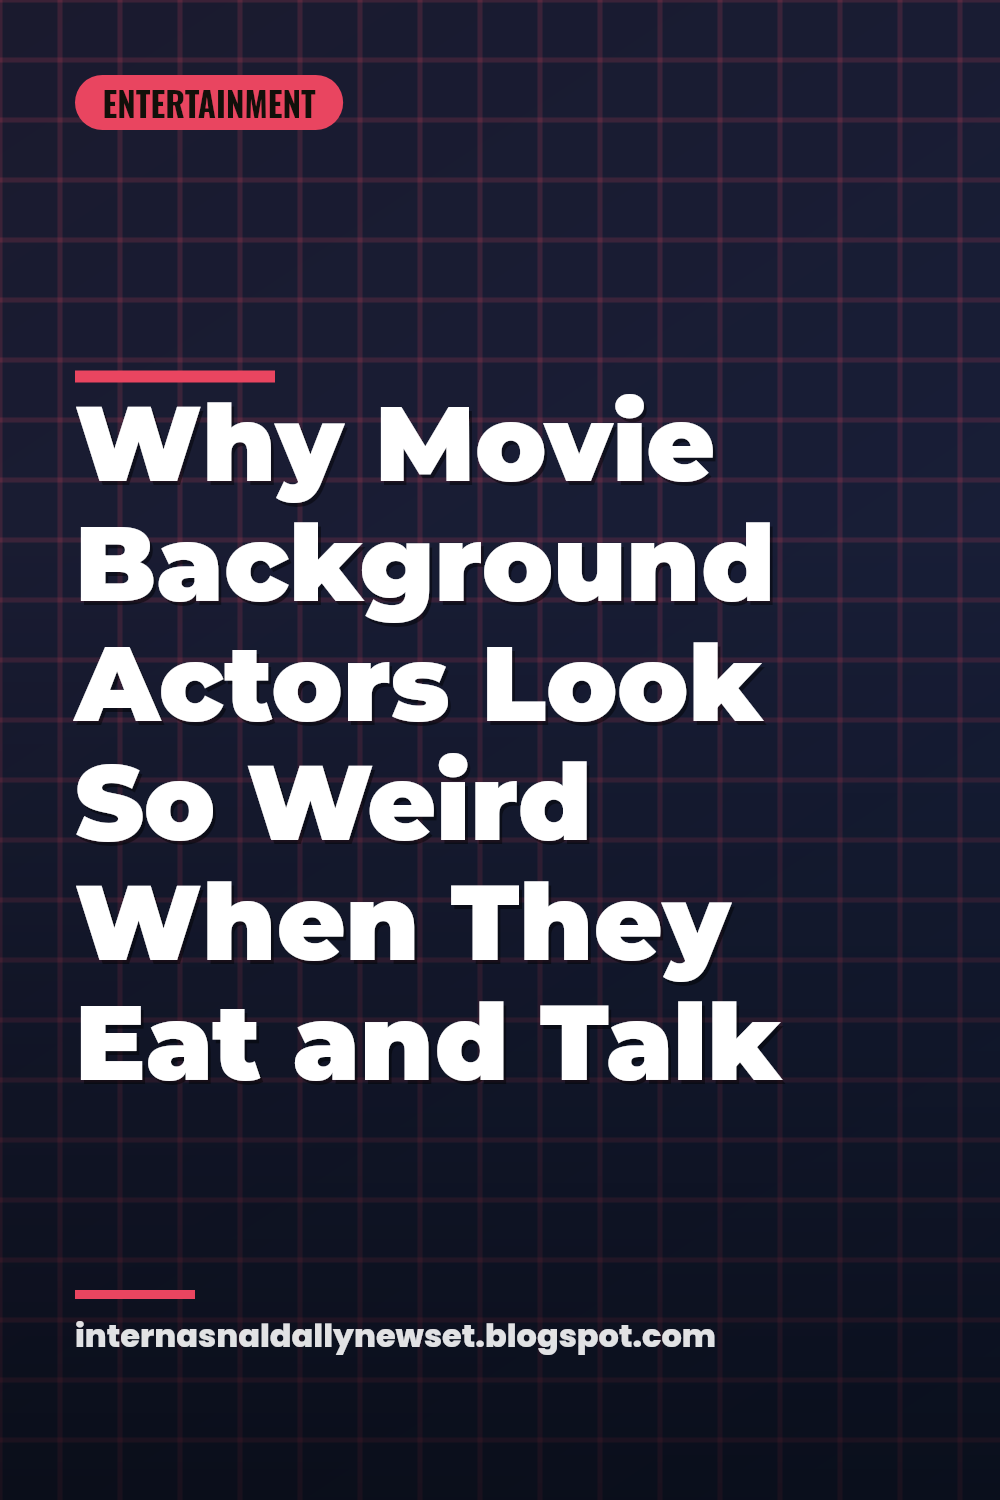 ENTERTAINMENT
Why Movie
Background
Actors Look
So Weird
When They
Eat and Talk
internasnaldallynewset.blogspot.com